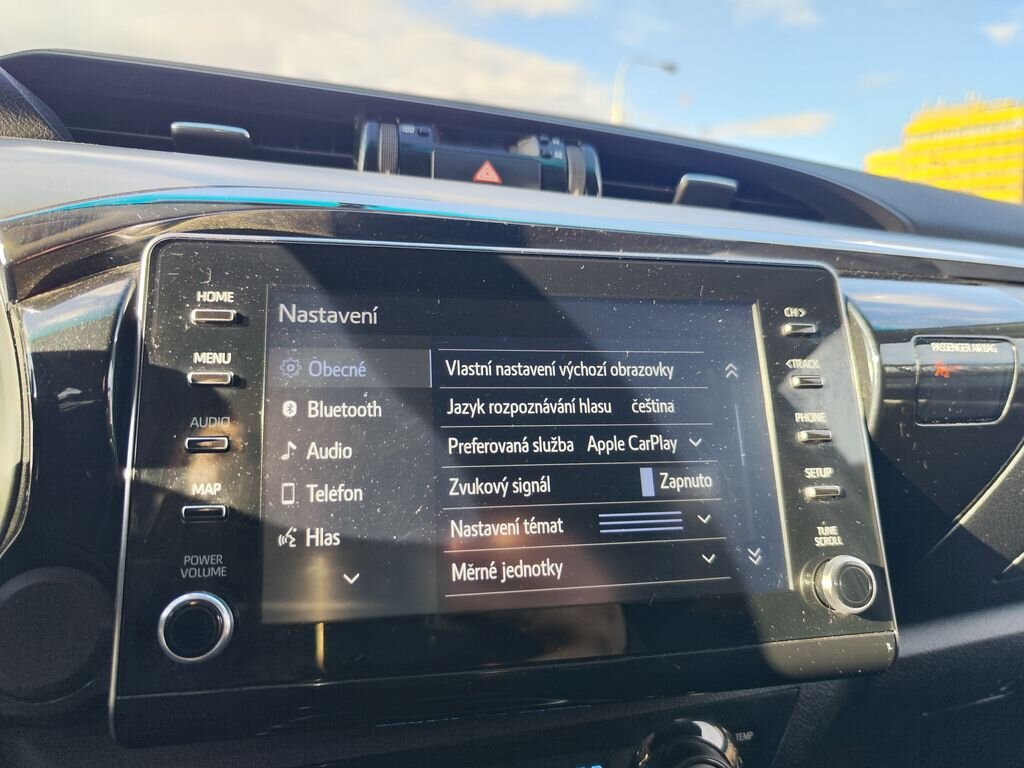 HOME
MENU
AUDIO
MAP
POWER
VOLUME
Nastavení
Obecné
Bluetooth
Audio
Telefon
Hlas
Vlastní nastavení výchozí obrazovky
Jazyk rozpoznávání hlasu čeština
Preferovaná služba Apple CarPlay
Zvukový signál Zapnuto
Nastavení témat
Měrné jednotky
CH>
<TRACK
PHONE
SETUP
TUNE
SCROLL
PASSENGER AIRBAG
TEMP